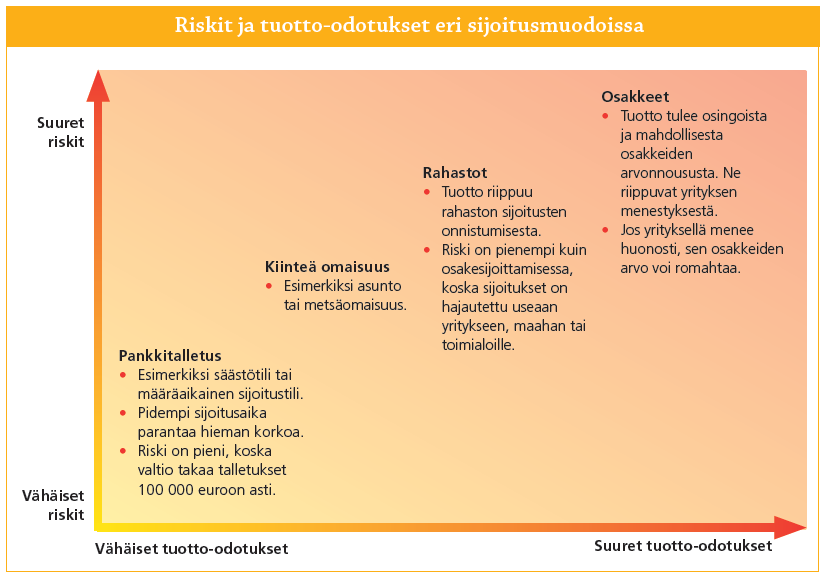 Riskit ja tuotto-odotukset eri sijoitusmuodoissa
Suuret
riskit
Osakkeet
• Tuotto tulee osingoista
ja mahdollisesta
osakkeiden
arvonnoususta. Ne
riippuvat yrityksen
menestyksestä.
• Jos yrityksellä menee
huonosti, sen osakkeiden
arvo voi romahtaa.
Rahastot
• Tuotto riippuu
rahaston sijoitusten
onnistumisesta.
• Riski on pienempi kuin
osakesijoittamisessa,
koska sijoitukset on
hajautettu useaan
yritykseen, maahan tai
toimialoille.
Kiinteä omaisuus
• Esimerkiksi asunto
tai metsäomaisuus.
Pankkitalletus
• Esimerkiksi säästötili tai
määräaikainen sijoitustili.
• Pidempi sijoitusaika
parantaa hieman korkoa.
• Riski on pieni, koska
valtio takaa talletukset
100 000 euroon asti.
Vähäiset
riskit
Vähäiset tuotto-odotukset
Suuret tuotto-odotukset